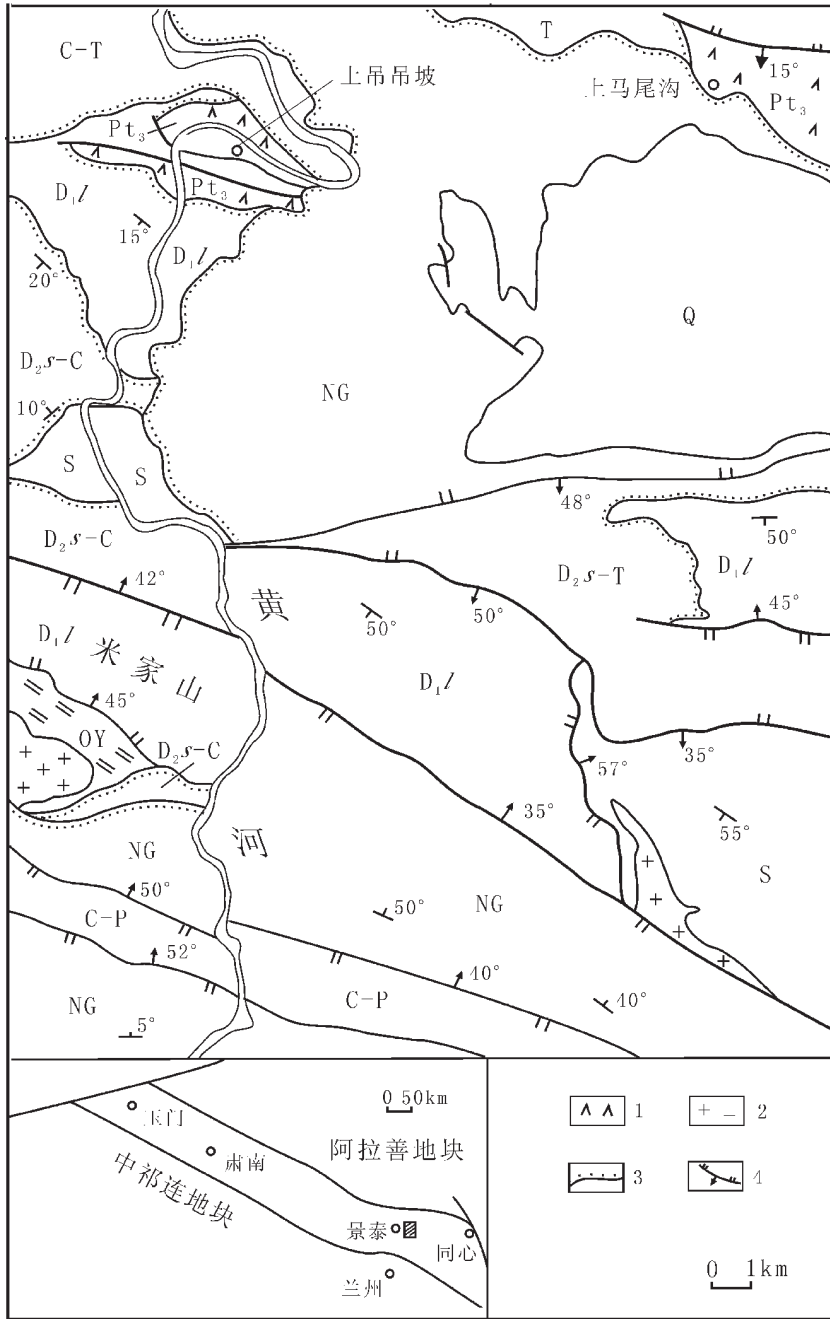 C-T
T
上吊吊坡
上马尾沟
15°
Pt₃
Pt₃
Pt₃
D₁l
15°
D₁l
20°
Q
D₂s-C
NG
10°
S
S
48°
50°
D₂s-C
D₂s-T
D₁l
42°
黄
45°
50°
50°
D₁l
米家山
D₁l
45°
OY
D₂s-C
57°
35°
35°
55°
河
NG
S
50°
50°
NG
C-P
52°
40°
40°
C-P
NG
5°
0 50km
玉门
阿拉善地块
肃南
中祁连地块
景泰
同心
兰州
1
2
3
4
0 1km